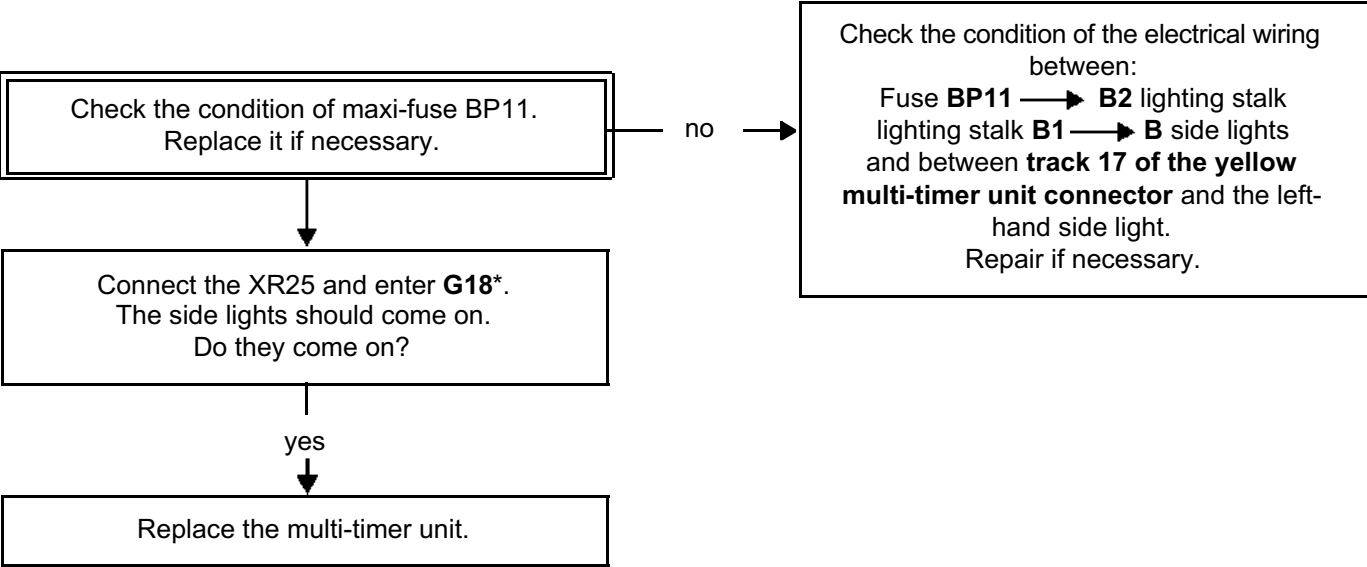 Check the condition of maxi-fuse BP11.
Replace it if necessary.
no
Check the condition of the electrical wiring
between:
Fuse BP11 → B2 lighting stalk
lighting stalk B1 → B side lights
and between track 17 of the yellow
multi-timer unit connector and the left-
hand side light.
Repair if necessary.
Connect the XR25 and enter G18*.
The side lights should come on.
Do they come on?
yes
Replace the multi-timer unit.